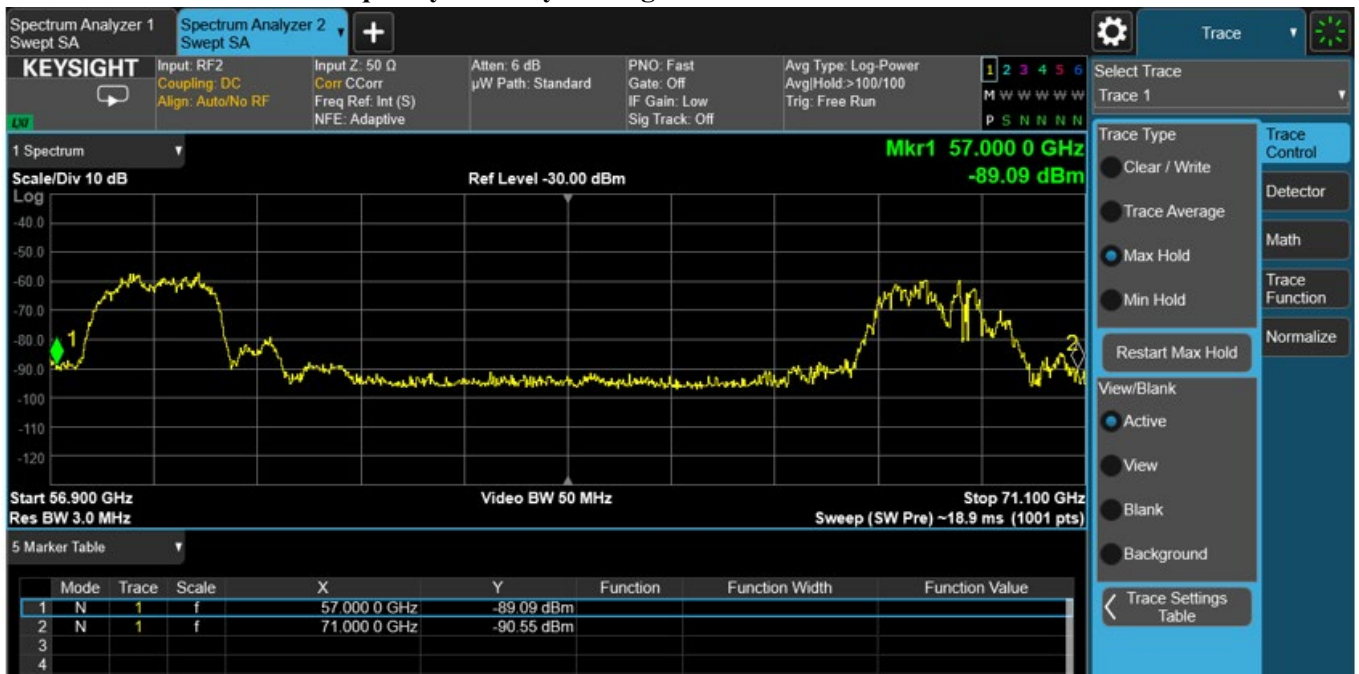 Spectrum Analyzer 1
Swept SA
Spectrum Analyzer 2
Swept SA
+
Trace
KEYSIGHT
LXI
Input: RF2
Coupling: DC
Align: Auto/No RF
Input Z: 50 Ω
Corr CCorr
Freq Ref: Int (S)
NFE: Adaptive
Atten: 6 dB
µW Path: Standard
PNO: Fast
Gate: Off
IF Gain: Low
Sig Track: Off
Avg Type: Log-Power
Avg|Hold:>100/100
Trig: Free Run
1 2 3 4 5 6
M W W W W W
P S N N N N
Select Trace
Trace 1
1 Spectrum
Mkr1 57.000 0 GHz
-89.09 dBm
Scale/Div 10 dB
Ref Level -30.00 dBm
Log
-40.0
-50.0
-60.0
-70.0
-80.0
-90.0
-100
-110
-120
1
2
Start 56.900 GHz
Video BW 50 MHz
Stop 71.100 GHz
Res BW 3.0 MHz
Sweep (SW Pre) ~18.9 ms (1001 pts)
Trace Type
Clear / Write
Trace Average
Max Hold
Min Hold
Restart Max Hold
View/Blank
Active
View
Blank
Background
Trace Settings
Table
Trace
Control
Detector
Math
Trace
Function
Normalize
5 Marker Table
Mode Trace Scale X Y Function Function Width Function Value
1 N 1 f 57.000 0 GHz -89.09 dBm
2 N 1 f 71.000 0 GHz -90.55 dBm
3
4